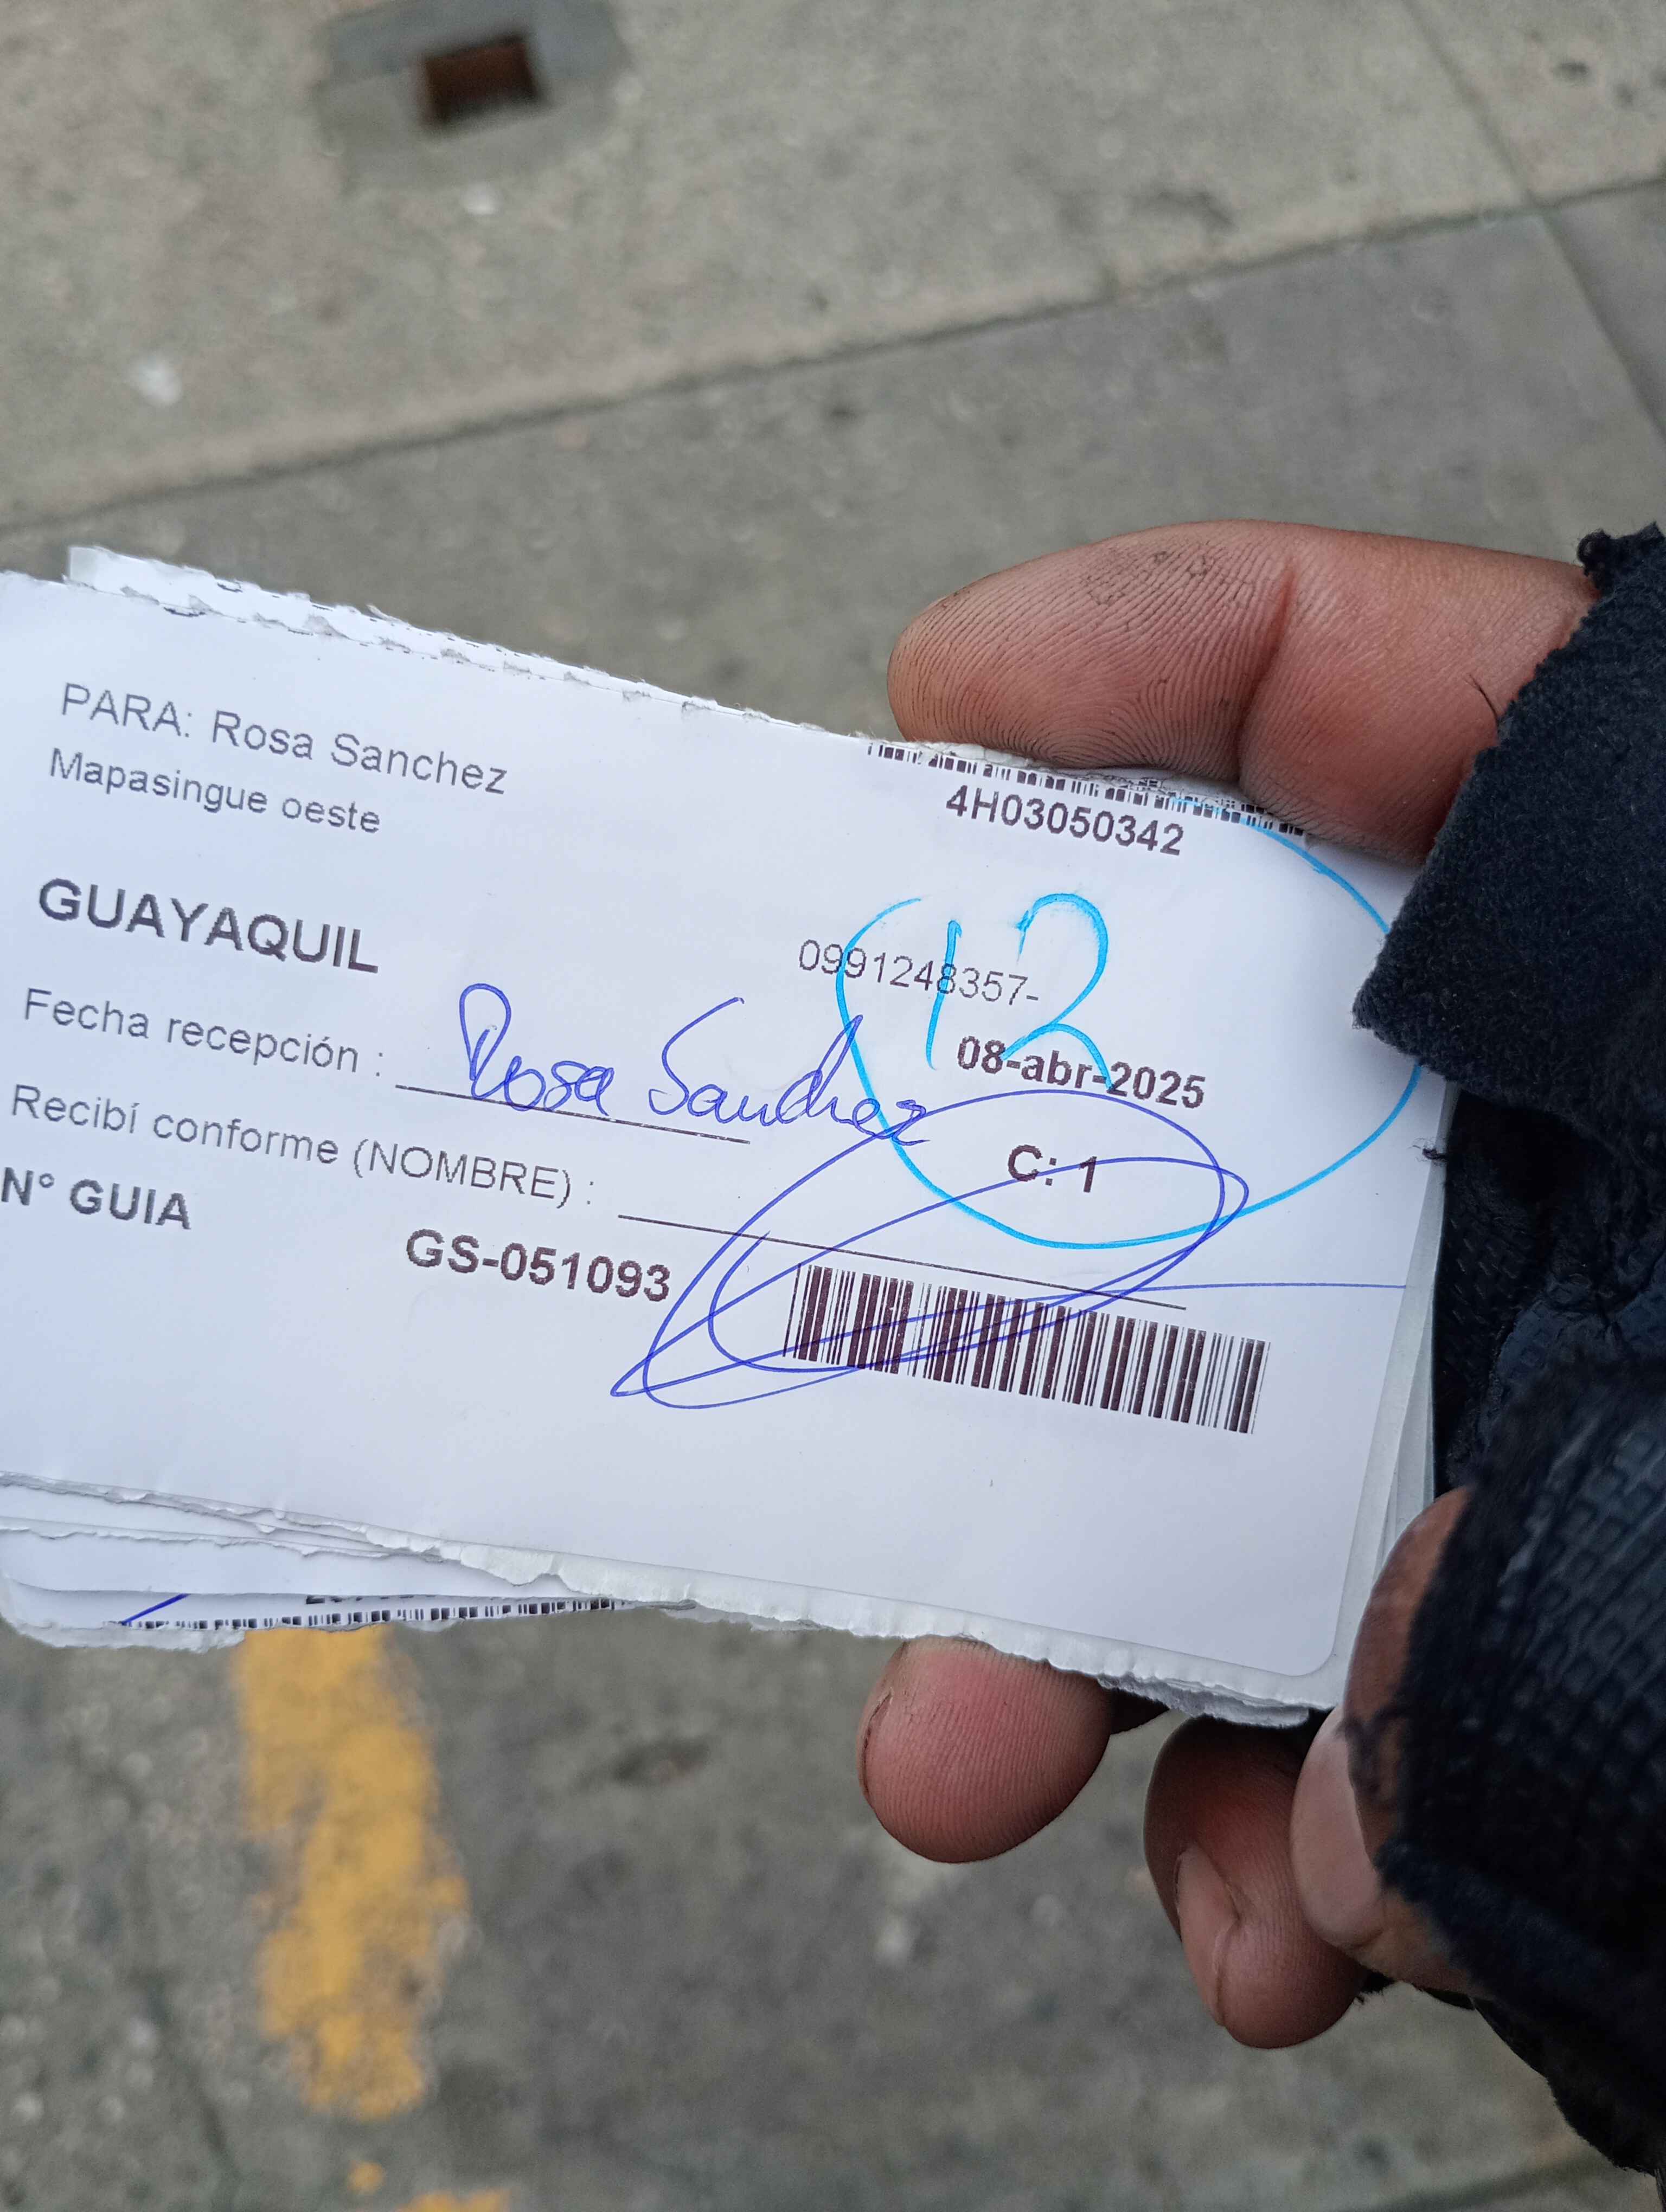 PARA: Rosa Sanchez
Mapasingue oeste
4H03050342
GUAYAQUIL
0991248357-
12
08-abr-2025
Fecha recepción : Rosa Sanchez
C: 1
Recibí conforme (NOMBRE) :
N° GUIA
GS-051093